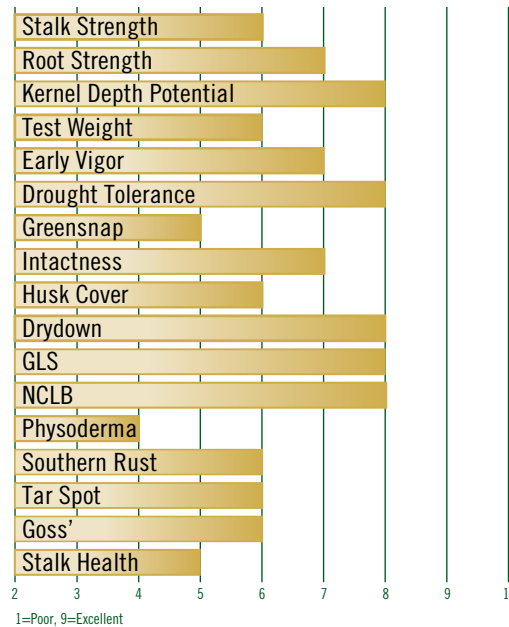 Stalk Strength
Root Strength
Kernel Depth Potential
Test Weight
Early Vigor
Drought Tolerance
Greensnap
Intactness
Husk Cover
Drydown
GLS
NCLB
Physoderma
Southern Rust
Tar Spot
Goss’
Stalk Health
2 3 4 5 6 7 8 9 1
1=Poor, 9=Excellent